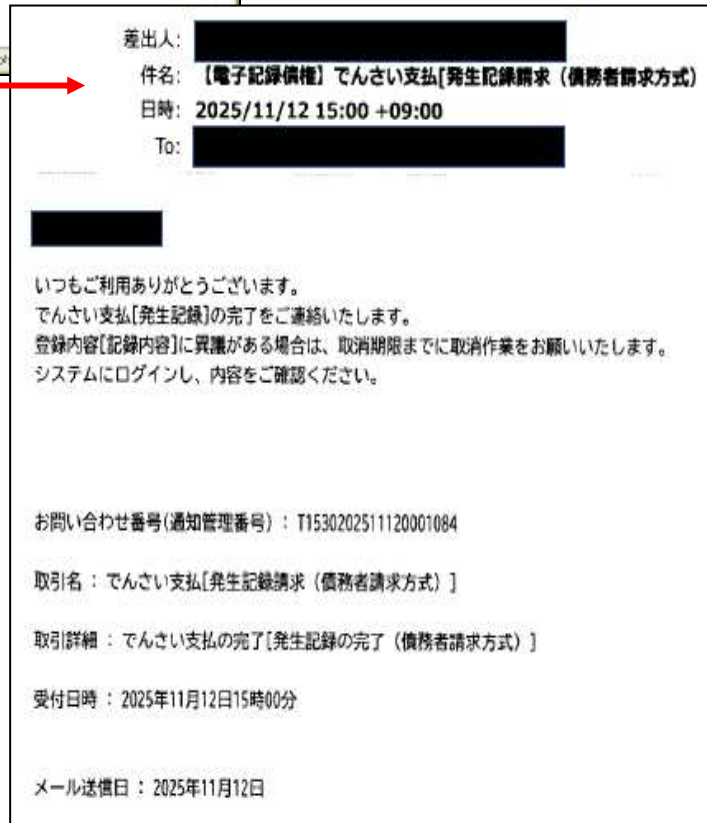 差出人:
件名: 【電子記録債権】でんさい支払[発生記録請求（債務者請求方式）
日時: 2025/11/12 15:00 +09:00
To:
いつもご利用ありがとうございます。
でんさい支払[発生記録]の完了をご連絡いたします。
登録内容[記録内容]に異議がある場合は、取消期限までに取消作業をお願いいたします。
システムにログインし、内容をご確認ください。
お問い合わせ番号(通知管理番号) : T1530202511120001084
取引名 : でんさい支払[発生記録請求（債務者請求方式）]
取引詳細 : でんさい支払の完了[発生記録の完了（債務者請求方式）]
受付日時 : 2025年11月12日15時00分
メール送信日 : 2025年11月12日